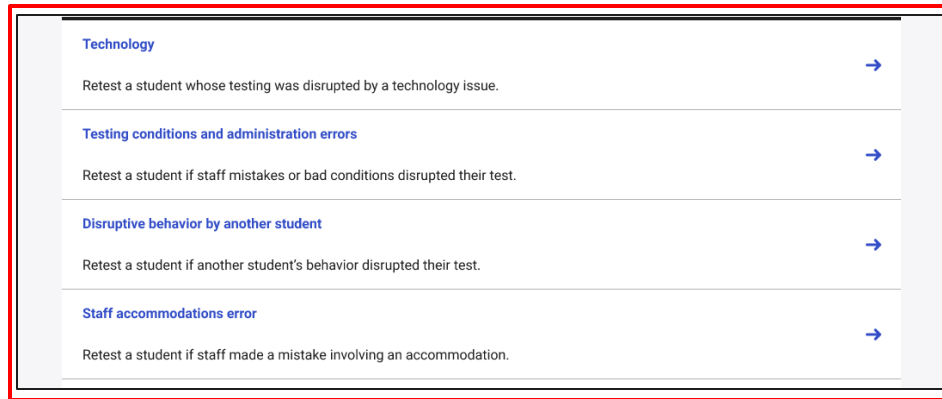 Technology
Retest a student whose testing was disrupted by a technology issue.
Testing conditions and administration errors
Retest a student if staff mistakes or bad conditions disrupted their test.
Disruptive behavior by another student
Retest a student if another student’s behavior disrupted their test.
Staff accommodations error
Retest a student if staff made a mistake involving an accommodation.